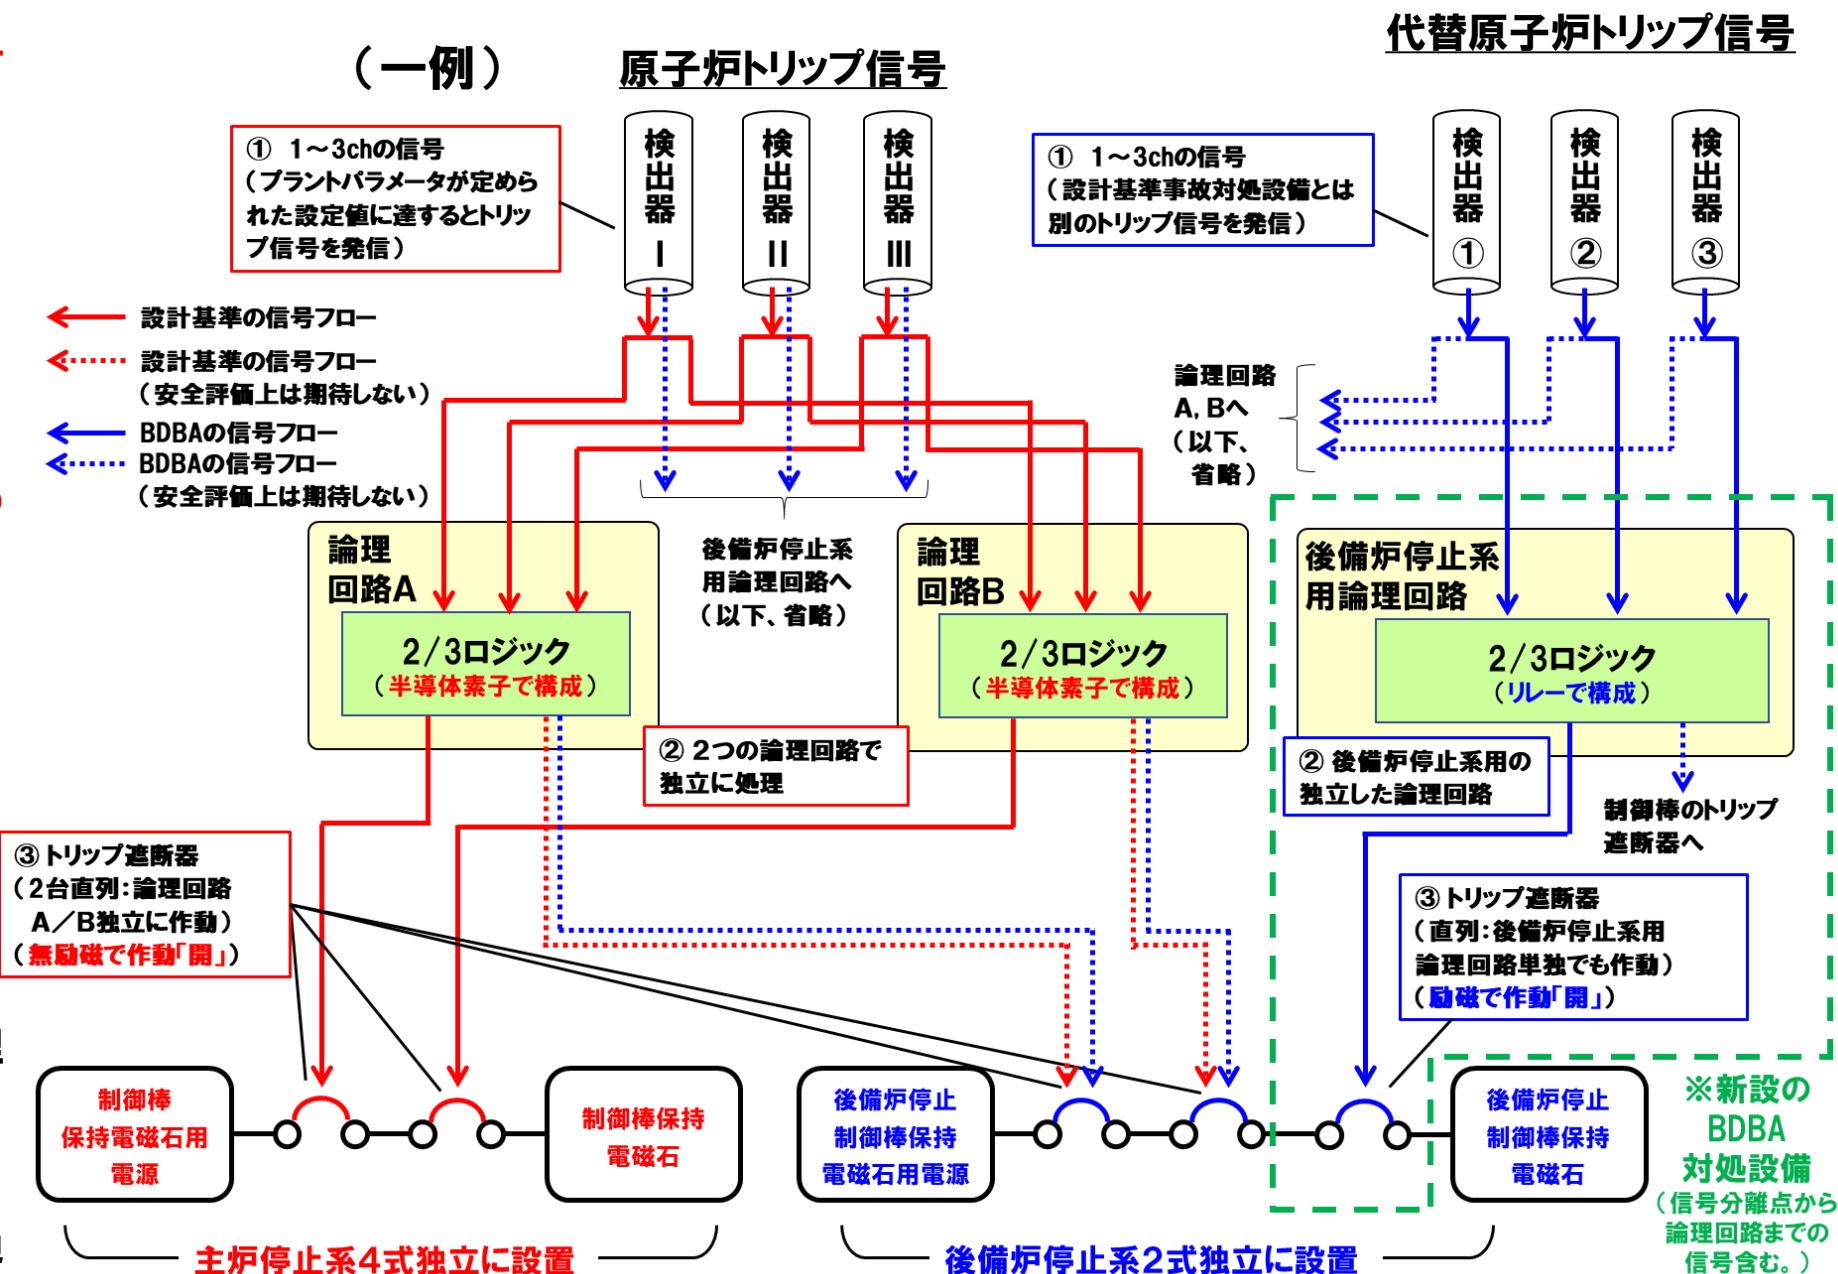 代替原子炉トリップ信号
（一例）
原子炉トリップ信号
① 1～3chの信号
（プラントパラメータが定めら
れた設定値に達するとトリッ
プ信号を発信）
検出器 Ⅰ
検出器 Ⅱ
検出器 Ⅲ
① 1～3chの信号
（設計基準事故対処設備とは
別のトリップ信号を発信）
検出器 ①
検出器 ②
検出器 ③
設計基準の信号フロー
設計基準の信号フロー
（安全評価上は期待しない）
BDBAの信号フロー
BDBAの信号フロー
（安全評価上は期待しない）
論理回路
A, Bへ
（以下、
省略）
論理
回路A
2/3ロジック
（半導体素子で構成）
後備炉停止系
用論理回路へ
（以下、省略）
論理
回路B
2/3ロジック
（半導体素子で構成）
後備炉停止系
用論理回路
2/3ロジック
（リレーで構成）
② 2つの論理回路で
独立に処理
② 後備炉停止系用の
独立した論理回路
制御棒のトリップ
遮断器へ
③トリップ遮断器
（2台直列：論理回路
A／B独立に作動）
（無励磁で作動「開」）
③トリップ遮断器
（直列：後備炉停止系用
論理回路単独でも作動）
（励磁で作動「開」）
制御棒
保持電磁石用
電源
制御棒保持
電磁石
後備炉停止
制御棒保持
電磁石用電源
後備炉停止
制御棒保持
電磁石
※新設の
BDBA
対処設備
（信号分離点から
論理回路までの
信号含む。）
主炉停止系4式独立に設置
後備炉停止系2式独立に設置